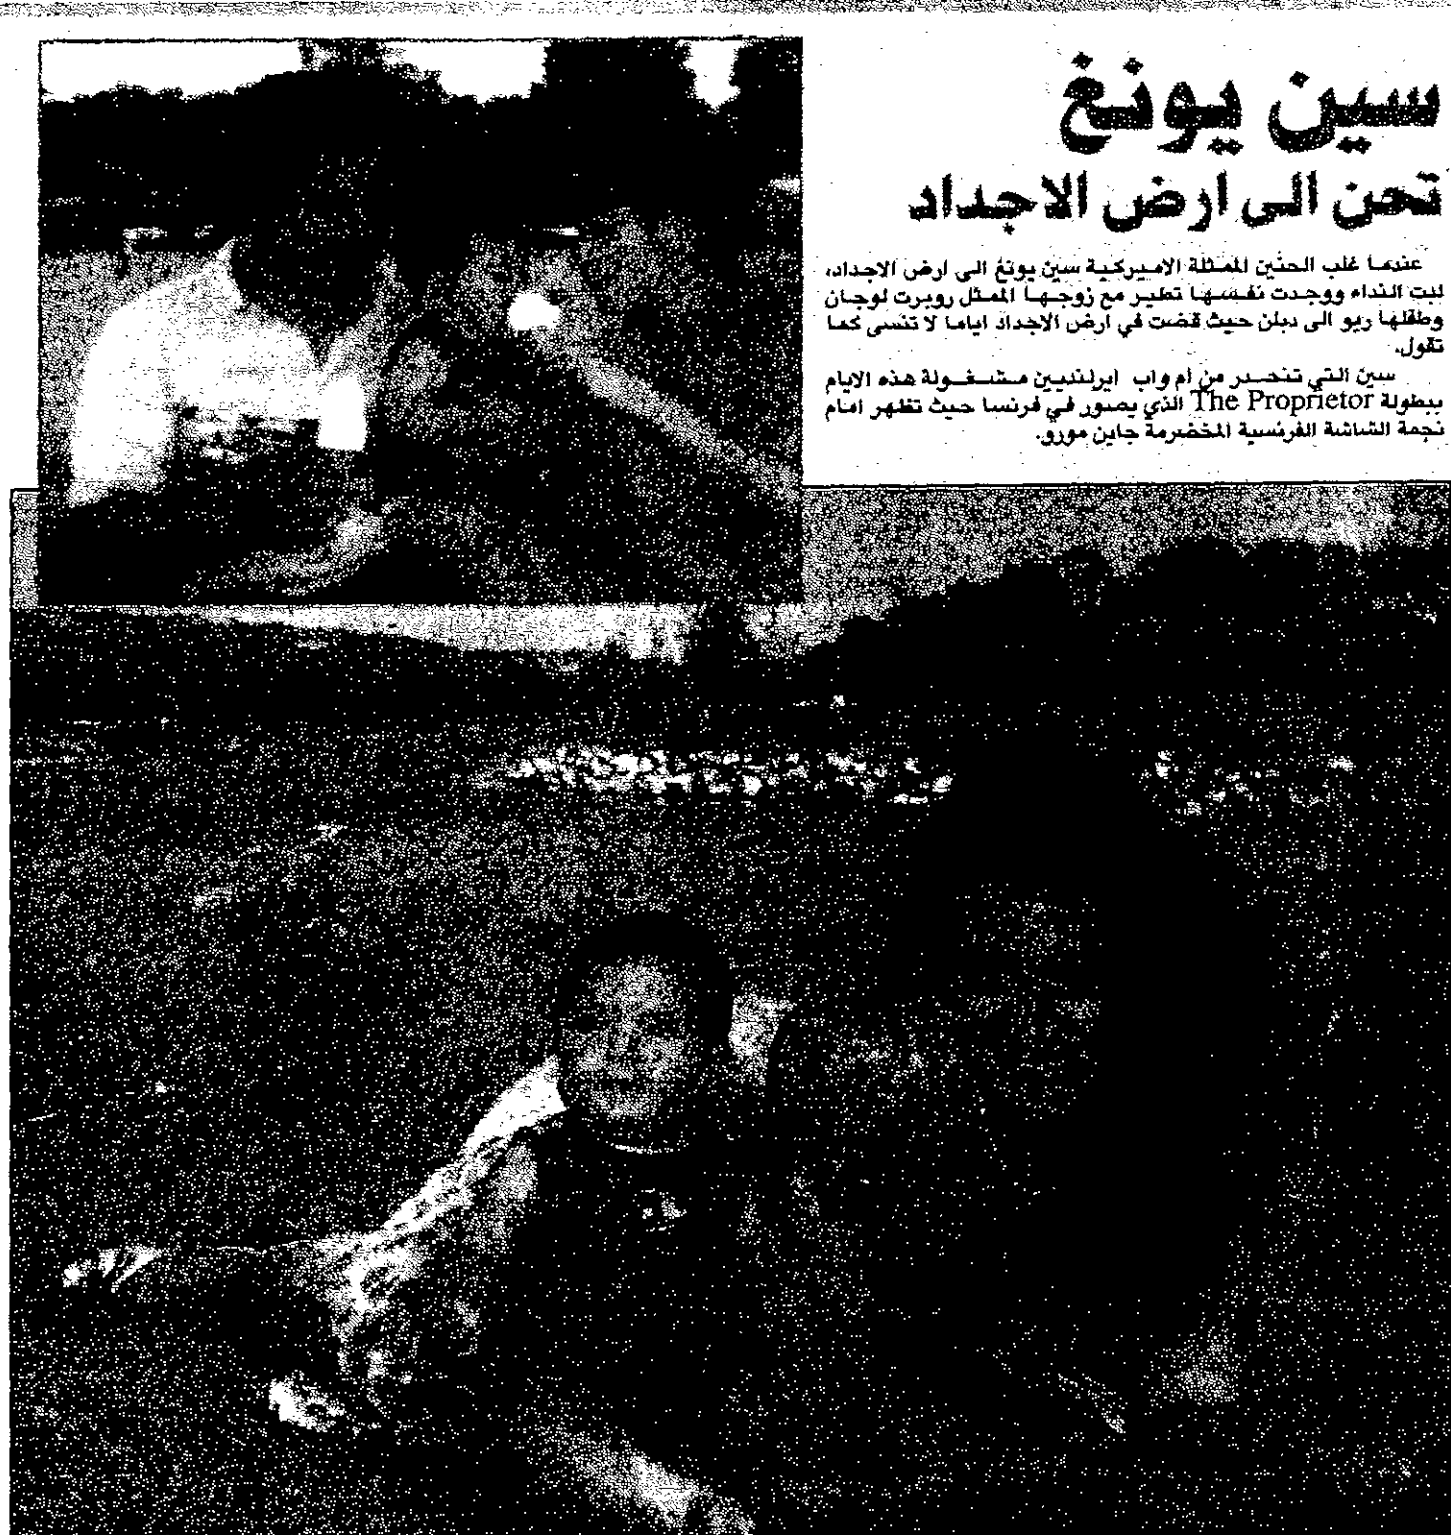 سين يونغ
تحن الى ارض الاجداد
عندما غلب الحنين الممثلة الاميركية سين يونغ الى ارض الاجداد،
لبت النداء ووجدت نفسها تطير مع زوجها الممثل روبرت لوجان
وطفلها ريو الى دبلن حيث قضت في ارض الاجداد اياما لا تنسى كما
تقول.
سين التي تنحدر من ام واب ايرلنديين مشغولة هذه الايام
ببطولة The Proprietor الذي يصور في فرنسا حيث تظهر امام
نجمة الشاشة الفرنسية المخضرمة جاين مورو.